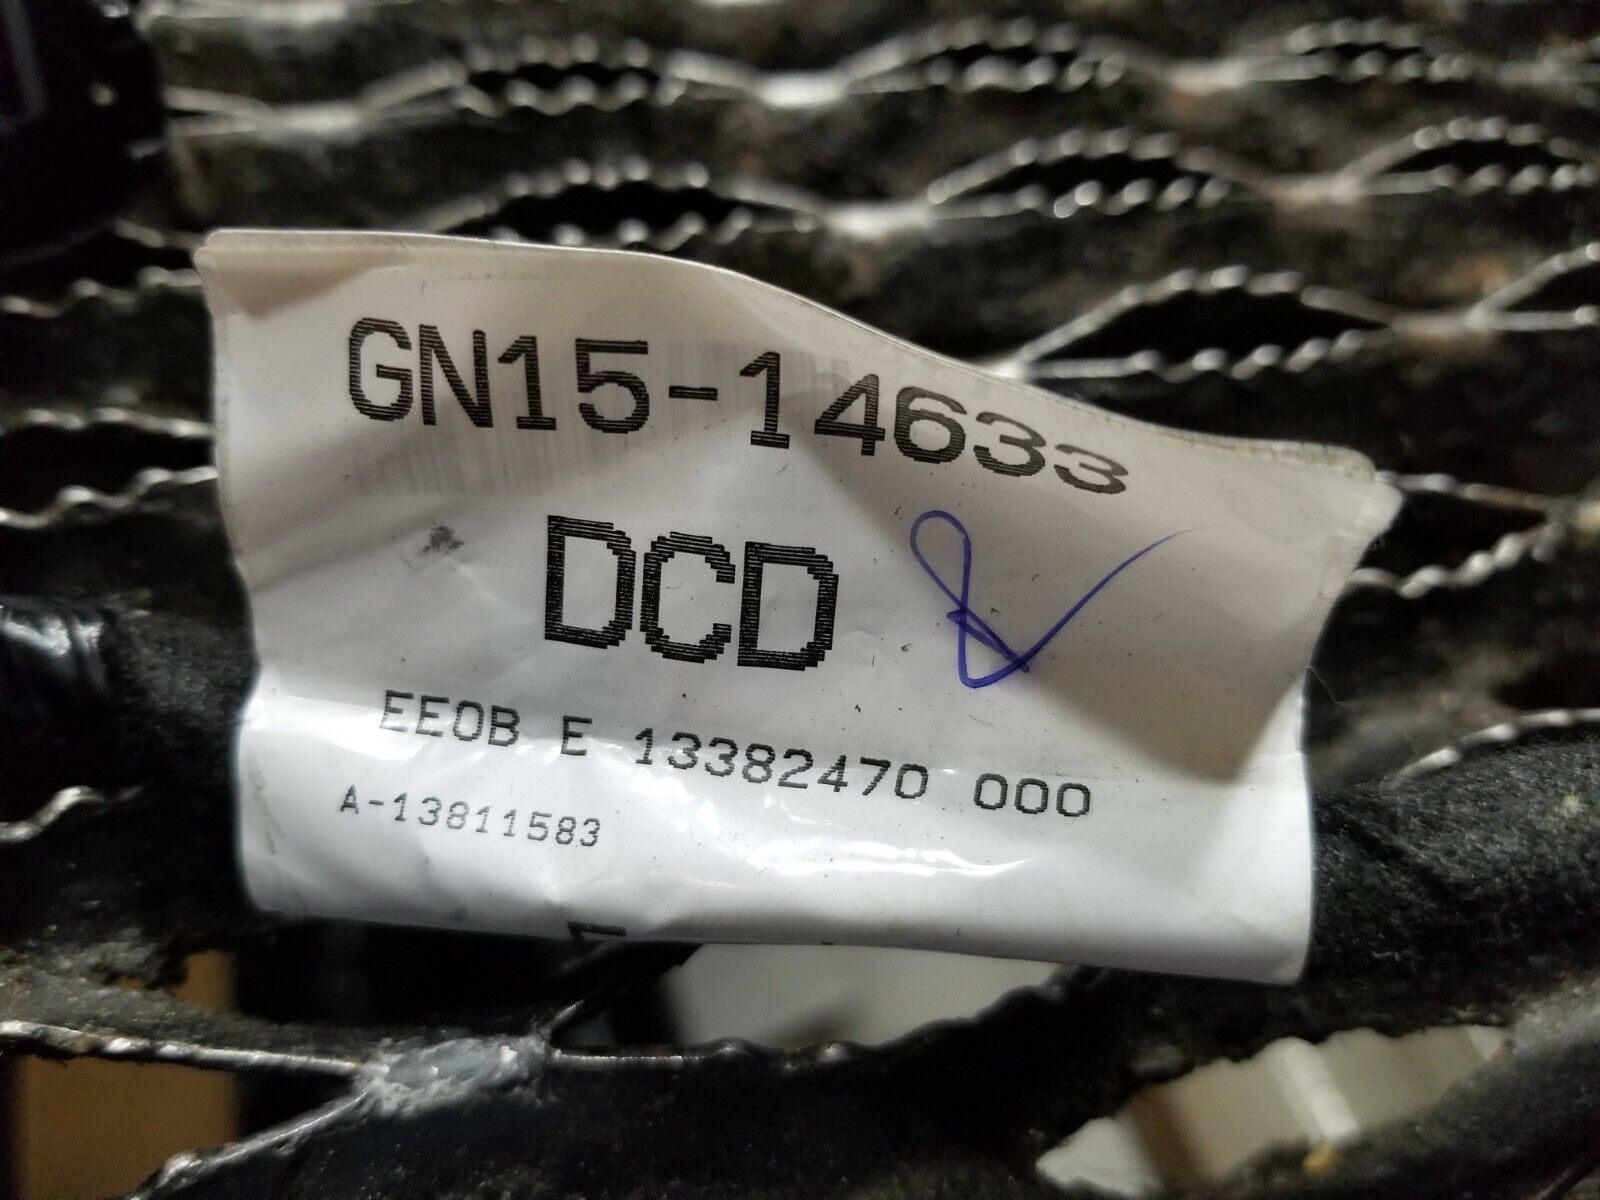 GN15-14633
DCD
EEOB E 13382470 000
A-13811583